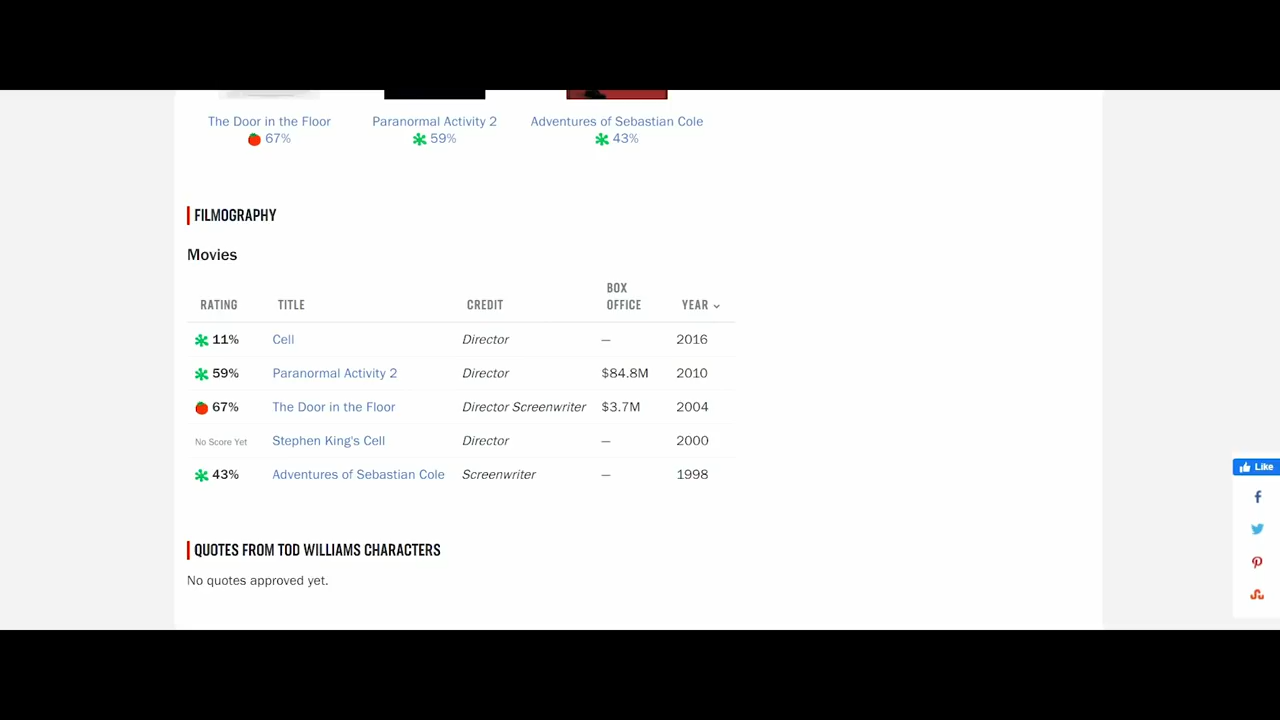 The Door in the Floor Paranormal Activity 2 Adventures of Sebastian Cole
67% 59% 43%
FILMOGRAPHY
Movies
RATING TITLE CREDIT BOX OFFICE YEAR
11% Cell Director — 2016
59% Paranormal Activity 2 Director $84.8M 2010
67% The Door in the Floor Director Screenwriter $3.7M 2004
No Score Yet Stephen King's Cell Director — 2000
43% Adventures of Sebastian Cole Screenwriter — 1998
Like
QUOTES FROM TOD WILLIAMS CHARACTERS
No quotes approved yet.